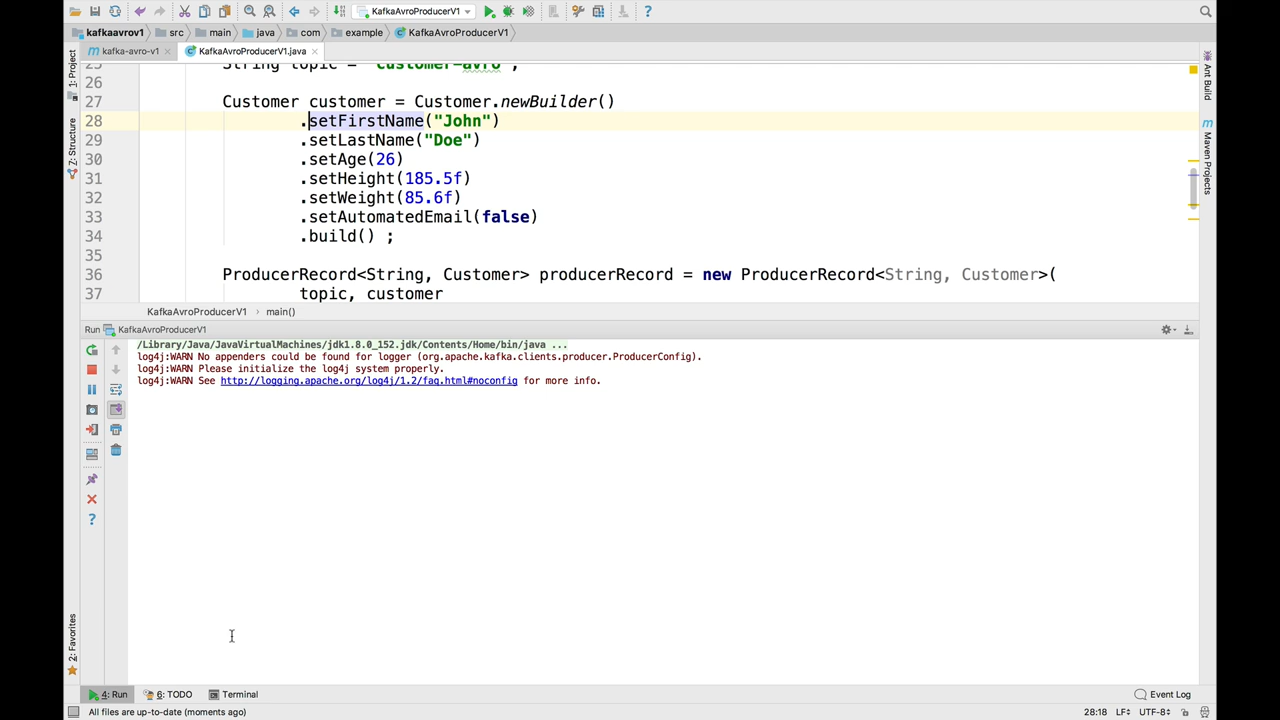 KafkaAvroProducerV1
kafkaavrov1 src main java com example KafkaAvroProducerV1
kafka-avro-v1 KafkaAvroProducerV1.java
1: Project
Z: Structure
2: Favorites
Ant Build
Maven Projects
25 String topic = "customer-avro";
26
27 Customer customer = Customer.newBuilder()
28 .setFirstName("John")
29 .setLastName("Doe")
30 .setAge(26)
31 .setHeight(185.5f)
32 .setWeight(85.6f)
33 .setAutomatedEmail(false)
34 .build() ;
35
36 ProducerRecord<String, Customer> producerRecord = new ProducerRecord<String, Customer>(
37 topic, customer
KafkaAvroProducerV1 › main()
Run KafkaAvroProducerV1
/Library/Java/JavaVirtualMachines/jdk1.8.0_152.jdk/Contents/Home/bin/java ...
log4j:WARN No appenders could be found for logger (org.apache.kafka.clients.producer.ProducerConfig).
log4j:WARN Please initialize the log4j system properly.
log4j:WARN See http://logging.apache.org/log4j/1.2/faq.html#noconfig for more info.
4: Run 6: TODO Terminal Event Log
All files are up-to-date (moments ago) 28:18 LF÷ UTF-8÷